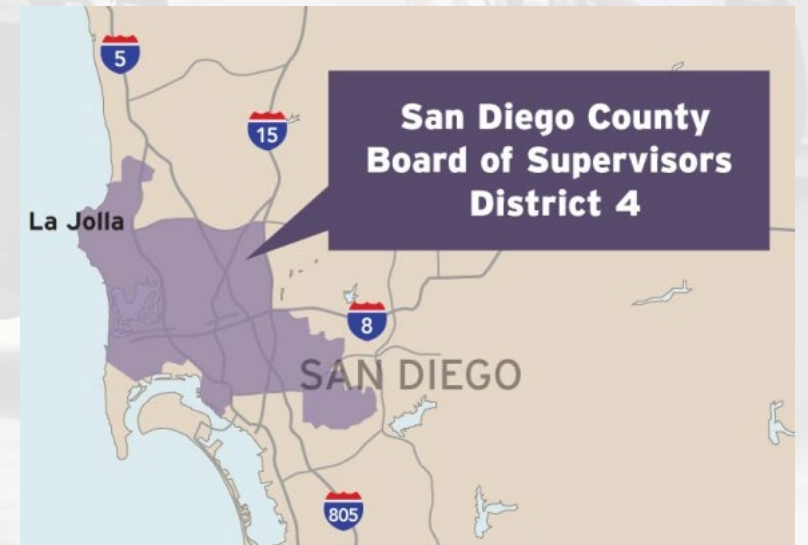 5
15
San Diego County
Board of Supervisors
District 4
La Jolla
8
SAN DIEGO
805